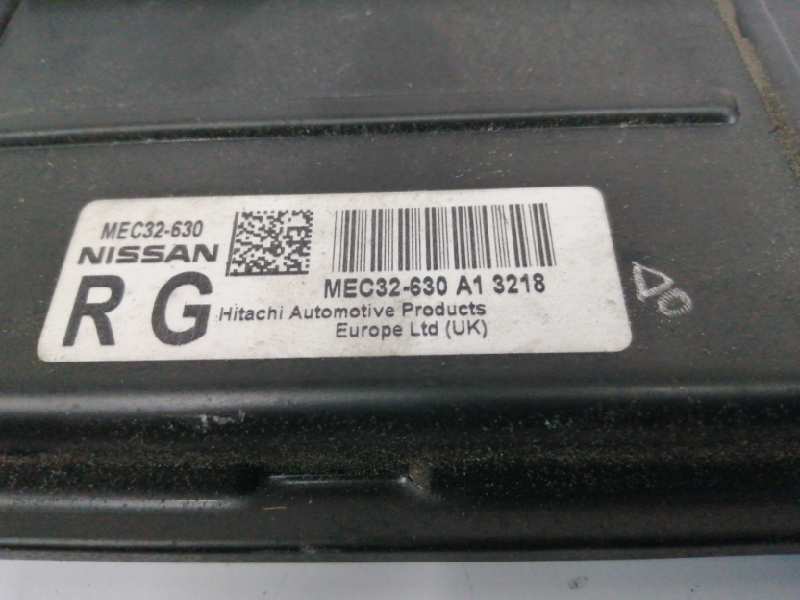 MEC32-630
NISSAN
R G
MEC32-630 A1 3218
Hitachi Automotive Products
Europe Ltd (UK)